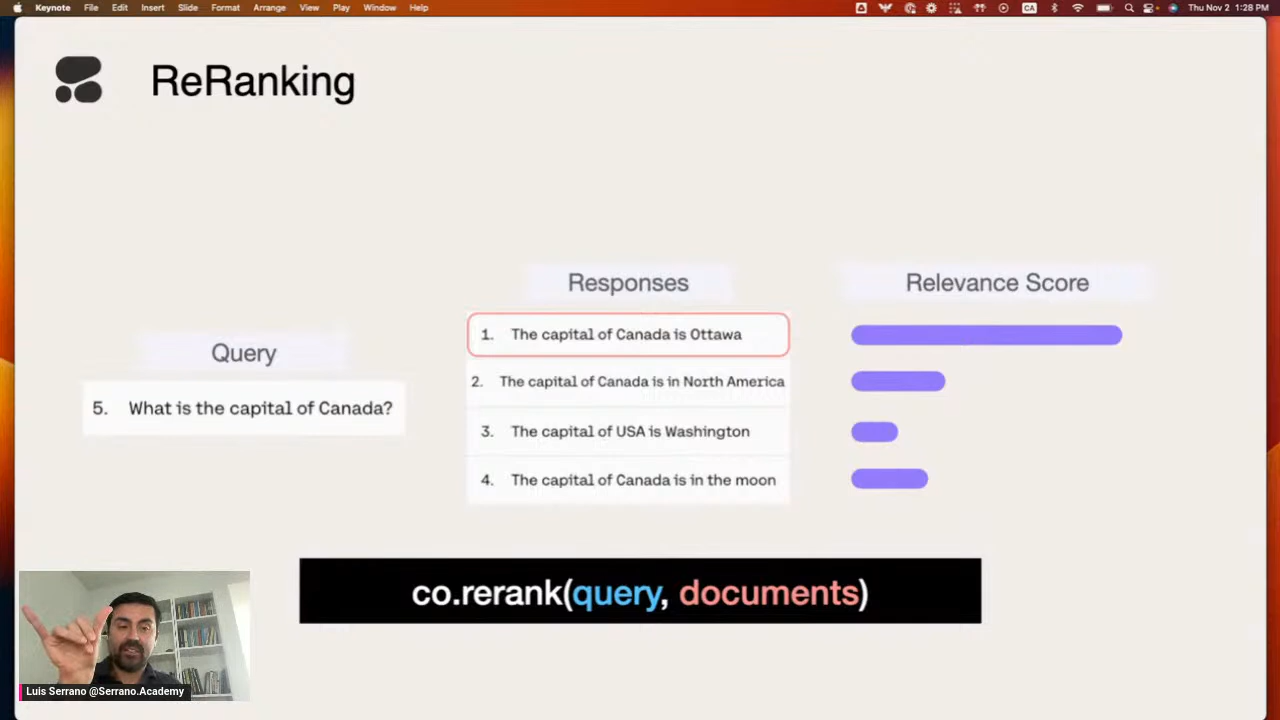 Keynote File Edit Insert Slide Format Arrange View Play Window Help CA Thu Nov 2 1:28 PM
ReRanking
Query
5. What is the capital of Canada?
Responses
1. The capital of Canada is Ottawa
2. The capital of Canada is in North America
3. The capital of USA is Washington
4. The capital of Canada is in the moon
Relevance Score
co.rerank(query, documents)
Luis Serrano @Serrano.Academy